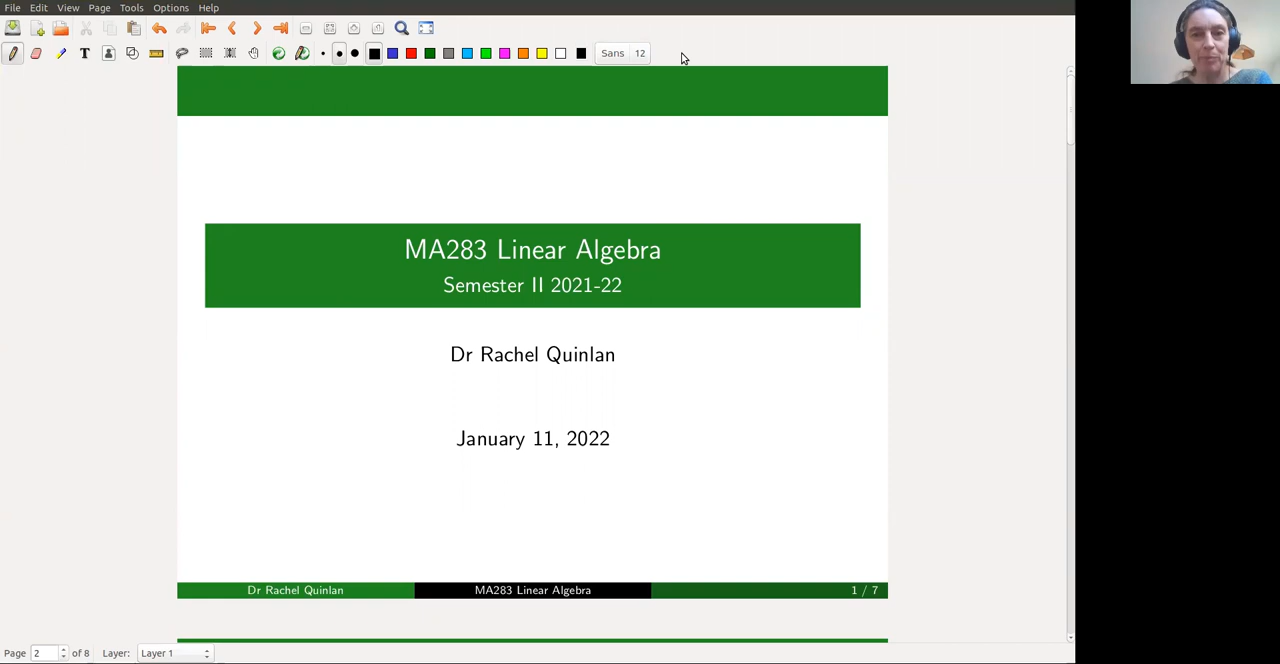 File Edit View Page Tools Options Help
T Sans 12
MA283 Linear Algebra
Semester II 2021-22
Dr Rachel Quinlan
January 11, 2022
Dr Rachel Quinlan MA283 Linear Algebra 1 / 7
Page 2 of 8 Layer: Layer 1